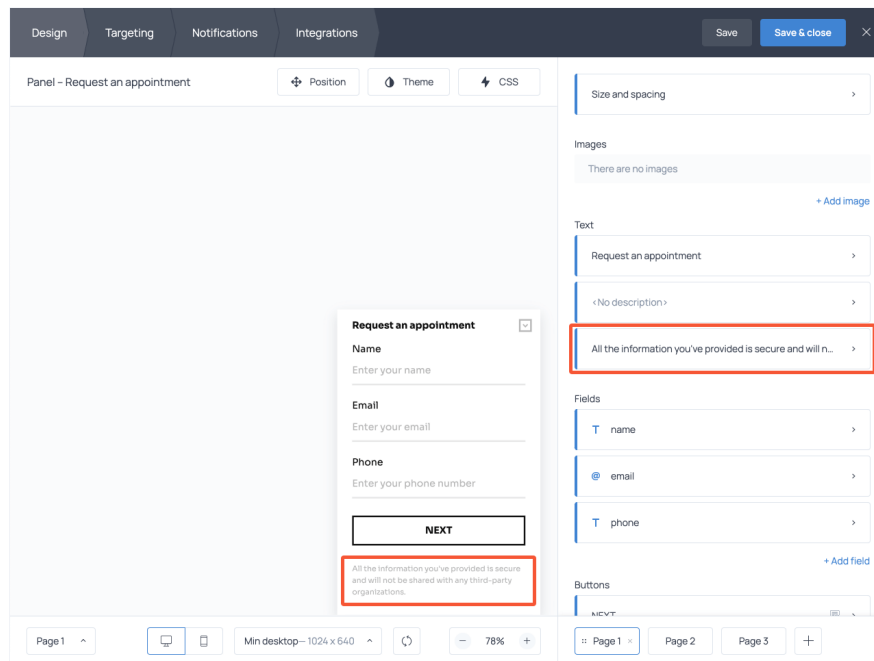 Design Targeting Notifications Integrations Save Save & close
Panel – Request an appointment Position Theme CSS
Size and spacing
Images
There are no images
+ Add image
Text
Request an appointment
<No description>
All the information you've provided is secure and will n...
Fields
T name
@ email
T phone
+ Add field
Buttons
NEXT
Request an appointment
Name
Enter your name
Email
Enter your email
Phone
Enter your phone number
NEXT
All the information you've provided is secure
and will not be shared with any third-party
organizations.
Page 1 Min desktop – 1024 x 640 − 78% + Page 1 × Page 2 Page 3 +